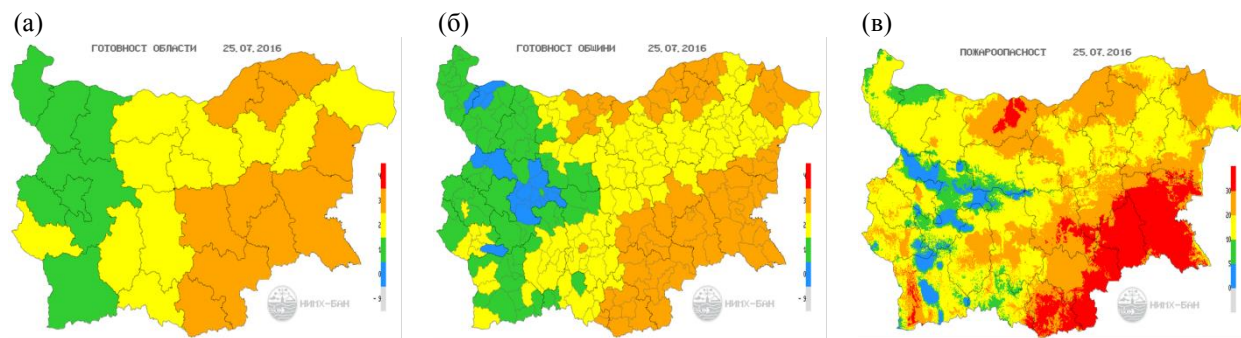 (а)
(б)
(в)
ГОТОВНОСТ ОБЛАСТИ 25.07.2016
ГОТОВНОСТ ОБЩИНИ 25.07.2016
ПОЖАРООПАСНОСТ 25.07.2016
НИМХ-БАН
НИМХ-БАН
НИМХ-БАН